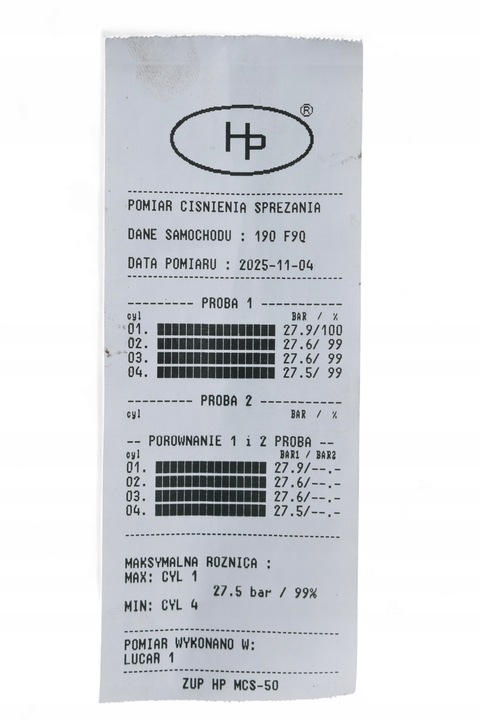 HP ®
POMIAR CISNIENIA SPREZANIA
DANE SAMOCHODU : 190 F9Q
DATA POMIARU : 2025-11-04
--------- PROBA 1 -----------
cyl BAR / %
01. 27.9/100
02. 27.6/ 99
03. 27.6/ 99
04. 27.5/ 99
--------- PROBA 2 -----------
cyl BAR / %
-- POROWNANIE 1 i 2 PROBA --
cyl BAR1 / BAR2
01. 27.9/--.-
02. 27.6/--.-
03. 27.6/--.-
04. 27.5/--.-
MAKSYMALNA ROZNICA :
MAX: CYL 1
27.5 bar / 99%
MIN: CYL 4
POMIAR WYKONANO W:
LUCAR 1
ZUP HP MCS-50